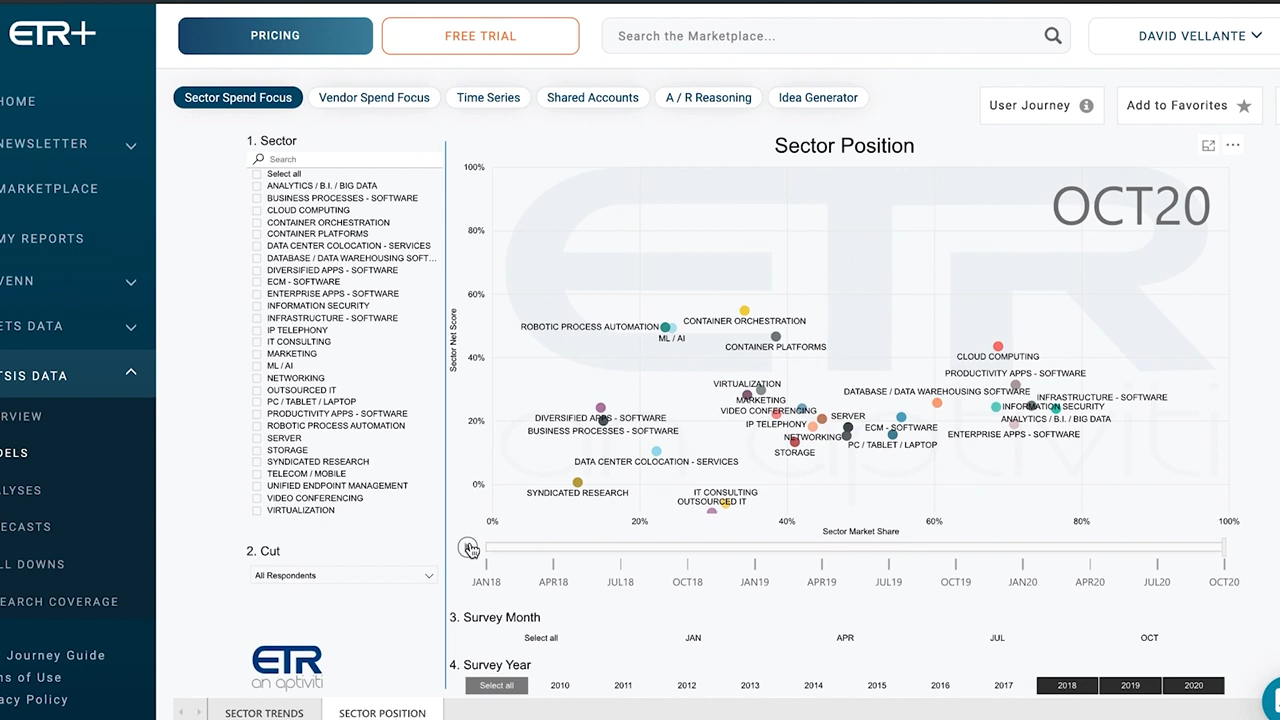 ETR+
PRICING
FREE TRIAL
Search the Marketplace...
DAVID VELLANTE
HOME
NEWSLETTER
MARKETPLACE
MY REPORTS
VENN
ETS DATA
TSIS DATA
RVIEW
DELS
LYSES
ECASTS
LL DOWNS
EARCH COVERAGE
Journey Guide
ns of Use
acy Policy
Sector Spend Focus
Vendor Spend Focus
Time Series
Shared Accounts
A / R Reasoning
Idea Generator
User Journey
Add to Favorites
1. Sector
Search
Select all
ANALYTICS / B.I. / BIG DATA
BUSINESS PROCESSES - SOFTWARE
CLOUD COMPUTING
CONTAINER ORCHESTRATION
CONTAINER PLATFORMS
DATA CENTER COLOCATION - SERVICES
DATABASE / DATA WAREHOUSING SOFT...
DIVERSIFIED APPS - SOFTWARE
ECM - SOFTWARE
ENTERPRISE APPS - SOFTWARE
INFORMATION SECURITY
INFRASTRUCTURE - SOFTWARE
IP TELEPHONY
IT CONSULTING
MARKETING
ML / AI
NETWORKING
OUTSOURCED IT
PC / TABLET / LAPTOP
PRODUCTIVITY APPS - SOFTWARE
ROBOTIC PROCESS AUTOMATION
SERVER
STORAGE
SYNDICATED RESEARCH
TELECOM / MOBILE
UNIFIED ENDPOINT MANAGEMENT
VIDEO CONFERENCING
VIRTUALIZATION
2. Cut
All Respondents
ETR
an aptiviti
Sector Position
OCT20
ETR
an aptiviti
Sector Net Score
100%
80%
60%
40%
20%
0%
CONTAINER ORCHESTRATION
ROBOTIC PROCESS AUTOMATION
ML / AI
CONTAINER PLATFORMS
CLOUD COMPUTING
PRODUCTIVITY APPS - SOFTWARE
VIRTUALIZATION
DATABASE / DATA WAREHOUSING SOFTWARE
INFRASTRUCTURE - SOFTWARE
MARKETING
INFORMATION SECURITY
VIDEO CONFERENCING
SERVER
DIVERSIFIED APPS - SOFTWARE
ANALYTICS / B.I. / BIG DATA
IP TELEPHONY
ECM - SOFTWARE
BUSINESS PROCESSES - SOFTWARE
ENTERPRISE APPS - SOFTWARE
NETWORKING
PC / TABLET / LAPTOP
STORAGE
DATA CENTER COLOCATION - SERVICES
SYNDICATED RESEARCH
IT CONSULTING
OUTSOURCED IT
0%
20%
40%
60%
80%
100%
Sector Market Share
JAN18
APR18
JUL18
OCT18
JAN19
APR19
JUL19
OCT19
JAN20
APR20
JUL20
OCT20
3. Survey Month
Select all
JAN
APR
JUL
OCT
4. Survey Year
Select all
2010
2011
2012
2013
2014
2015
2016
2017
2018
2019
2020
SECTOR TRENDS
SECTOR POSITION